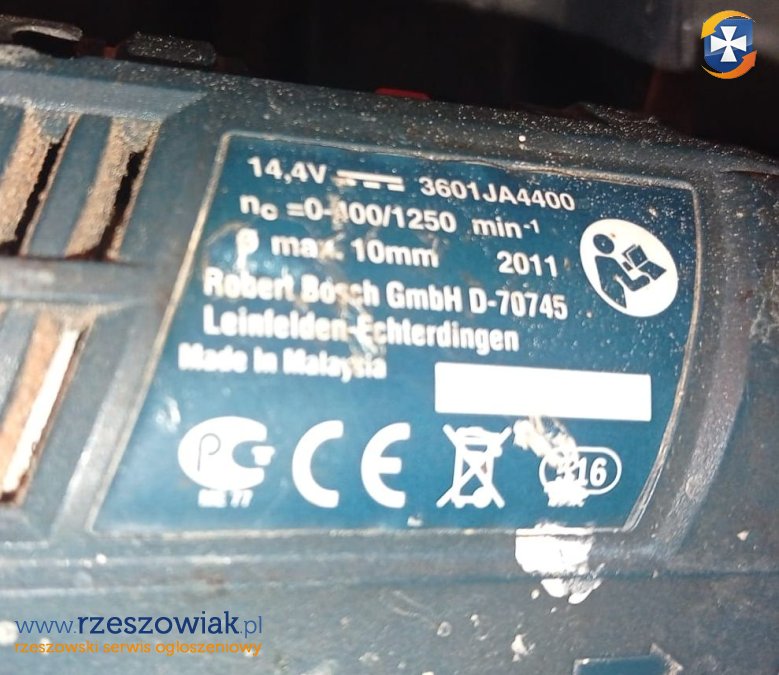 14,4V 3601JA4400
=0-400/1250 min-1
max. 10mm 2011
Robert Bosch GmbH D-70745
Leinfelden-Echterdingen
Made in Malaysia
CE
www.rzeszowiak.pl
rzeszowski serwis ogłoszeniowy